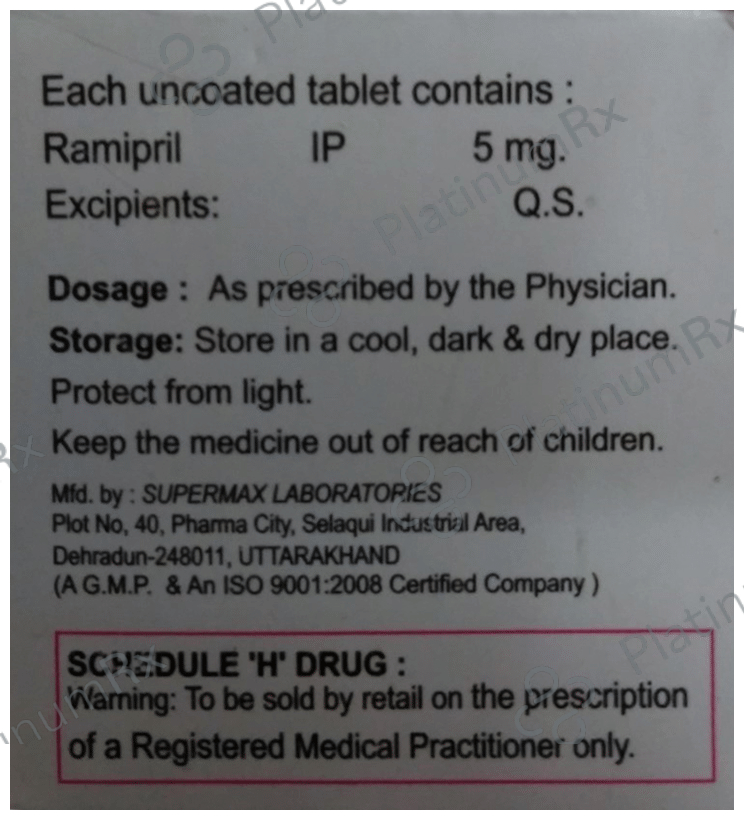 Each uncoated tablet contains :
Ramipril IP 5 mg.
Excipients: Q.S.
Dosage : As prescribed by the Physician.
Storage: Store in a cool, dark & dry place.
Protect from light.
Keep the medicine out of reach of children.
Mfd. by : SUPERMAX LABORATORIES
Plot No, 40, Pharma City, Selaqui Industrial Area,
Dehradun-248011, UTTARAKHAND
(A G.M.P. & An ISO 9001:2008 Certified Company )
SCHEDULE 'H' DRUG :
Warning: To be sold by retail on the prescription
of a Registered Medical Practitioner only.
PlatinumRx
PlatinumRx